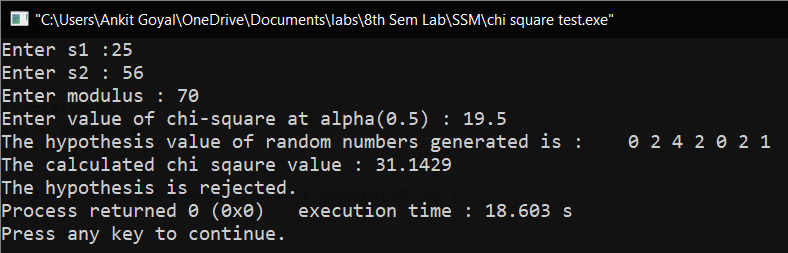 "C:\Users\Ankit Goyal\OneDrive\Documents\labs\8th Sem Lab\SSM\chi square test.exe"
Enter s1 :25
Enter s2 : 56
Enter modulus : 70
Enter value of chi-square at alpha(0.5) : 19.5
The hypothesis value of random numbers generated is :    0 2 4 2 0 2 1
The calculated chi sqaure value : 31.1429
The hypothesis is rejected.
Process returned 0 (0x0)   execution time : 18.603 s
Press any key to continue.